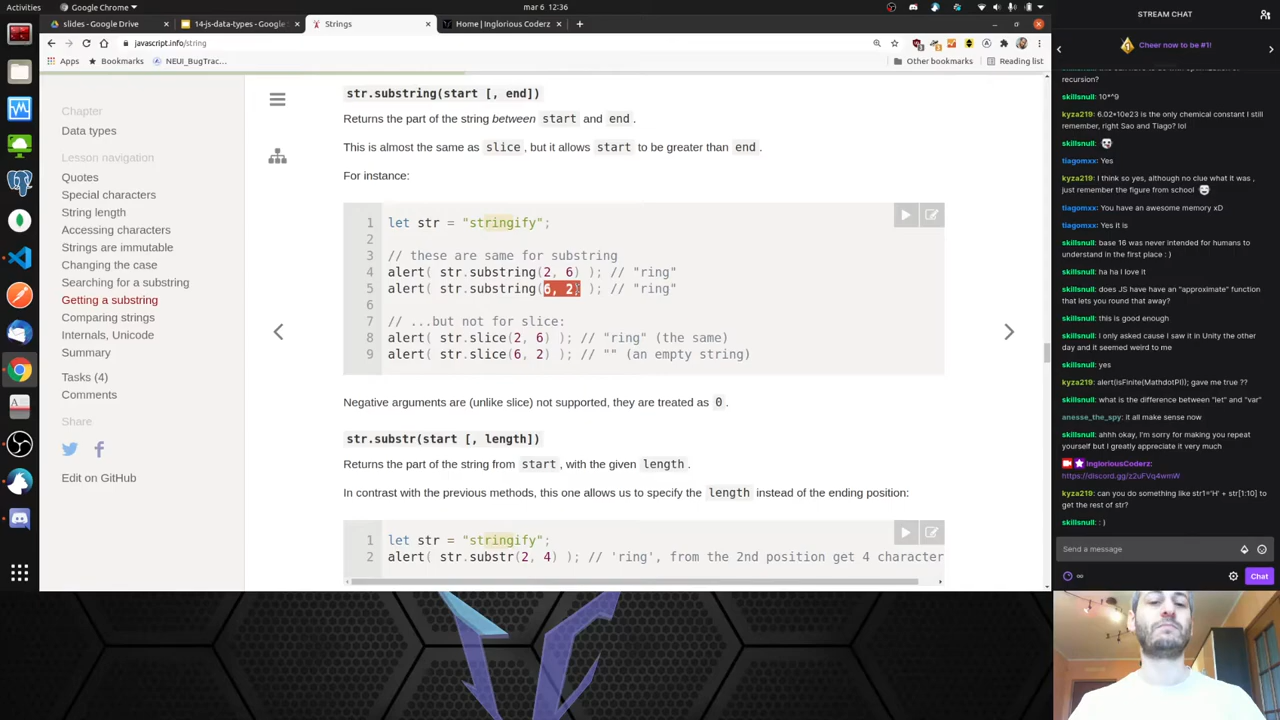 Activities
Google Chrome
mar 6 12:36
slides - Google Drive
14-js-data-types - Google S
Strings
Home | Inglorious Coderz
javascript.info/string
Apps
Bookmarks
NEUI_BugTrac...
Other bookmarks
Reading list
Chapter
Data types
Lesson navigation
Quotes
Special characters
String length
Accessing characters
Strings are immutable
Changing the case
Searching for a substring
Getting a substring
Comparing strings
Internals, Unicode
Summary
Tasks (4)
Comments
Share
Edit on GitHub
str.substring(start [, end])
Returns the part of the string between start and end.
This is almost the same as slice, but it allows start to be greater than end.
For instance:
1 let str = "stringify";
2
3 // these are same for substring
4 alert( str.substring(2, 6) ); // "ring"
5 alert( str.substring(6, 2) ); // "ring"
6
7 // ...but not for slice:
8 alert( str.slice(2, 6) ); // "ring" (the same)
9 alert( str.slice(6, 2) ); // "" (an empty string)
Negative arguments are (unlike slice) not supported, they are treated as 0.
str.substr(start [, length])
Returns the part of the string from start, with the given length.
In contrast with the previous methods, this one allows us to specify the length instead of the ending position:
1 let str = "stringify";
2 alert( str.substr(2, 4) ); // 'ring', from the 2nd position get 4 character
STREAM CHAT
Cheer now to be #1!
recursion?
skillsnull: 10*^9
kyza219: 6.02*10e23 is the only chemical constant I still
remember, right Sao and Tiago? lol
skillsnull:
tiagomxx: Yes
kyza219: I think so yes, although no clue what it was ,
just remember the figure from school
tiagomxx: You have an awesome memory xD
tiagomxx: Yes it is
skillsnull: base 16 was never intended for humans to
understand in the first place : )
skillsnull: ha ha I love it
skillsnull: does JS have have an "approximate" function
that lets you round that away?
skillsnull: this is good enough
skillsnull: I only asked cause I saw it in Unity the other
day and it seemed weird to me
skillsnull: yes
kyza219: alert(isFinite(MathdotPI); gave me true ??
skillsnull: what is the difference between "let" and "var"
anesse_the_spy: it all make sense now
skillsnull: ahhh okay, I'm sorry for making you repeat
yourself but I greatly appreciate it very much
IngloriousCoderz:
https://discord.gg/z2uFVq4wmW
kyza219: can you do something like str1='H' + str[1:10] to
get the rest of str?
skillsnull: : )
Send a message
Chat